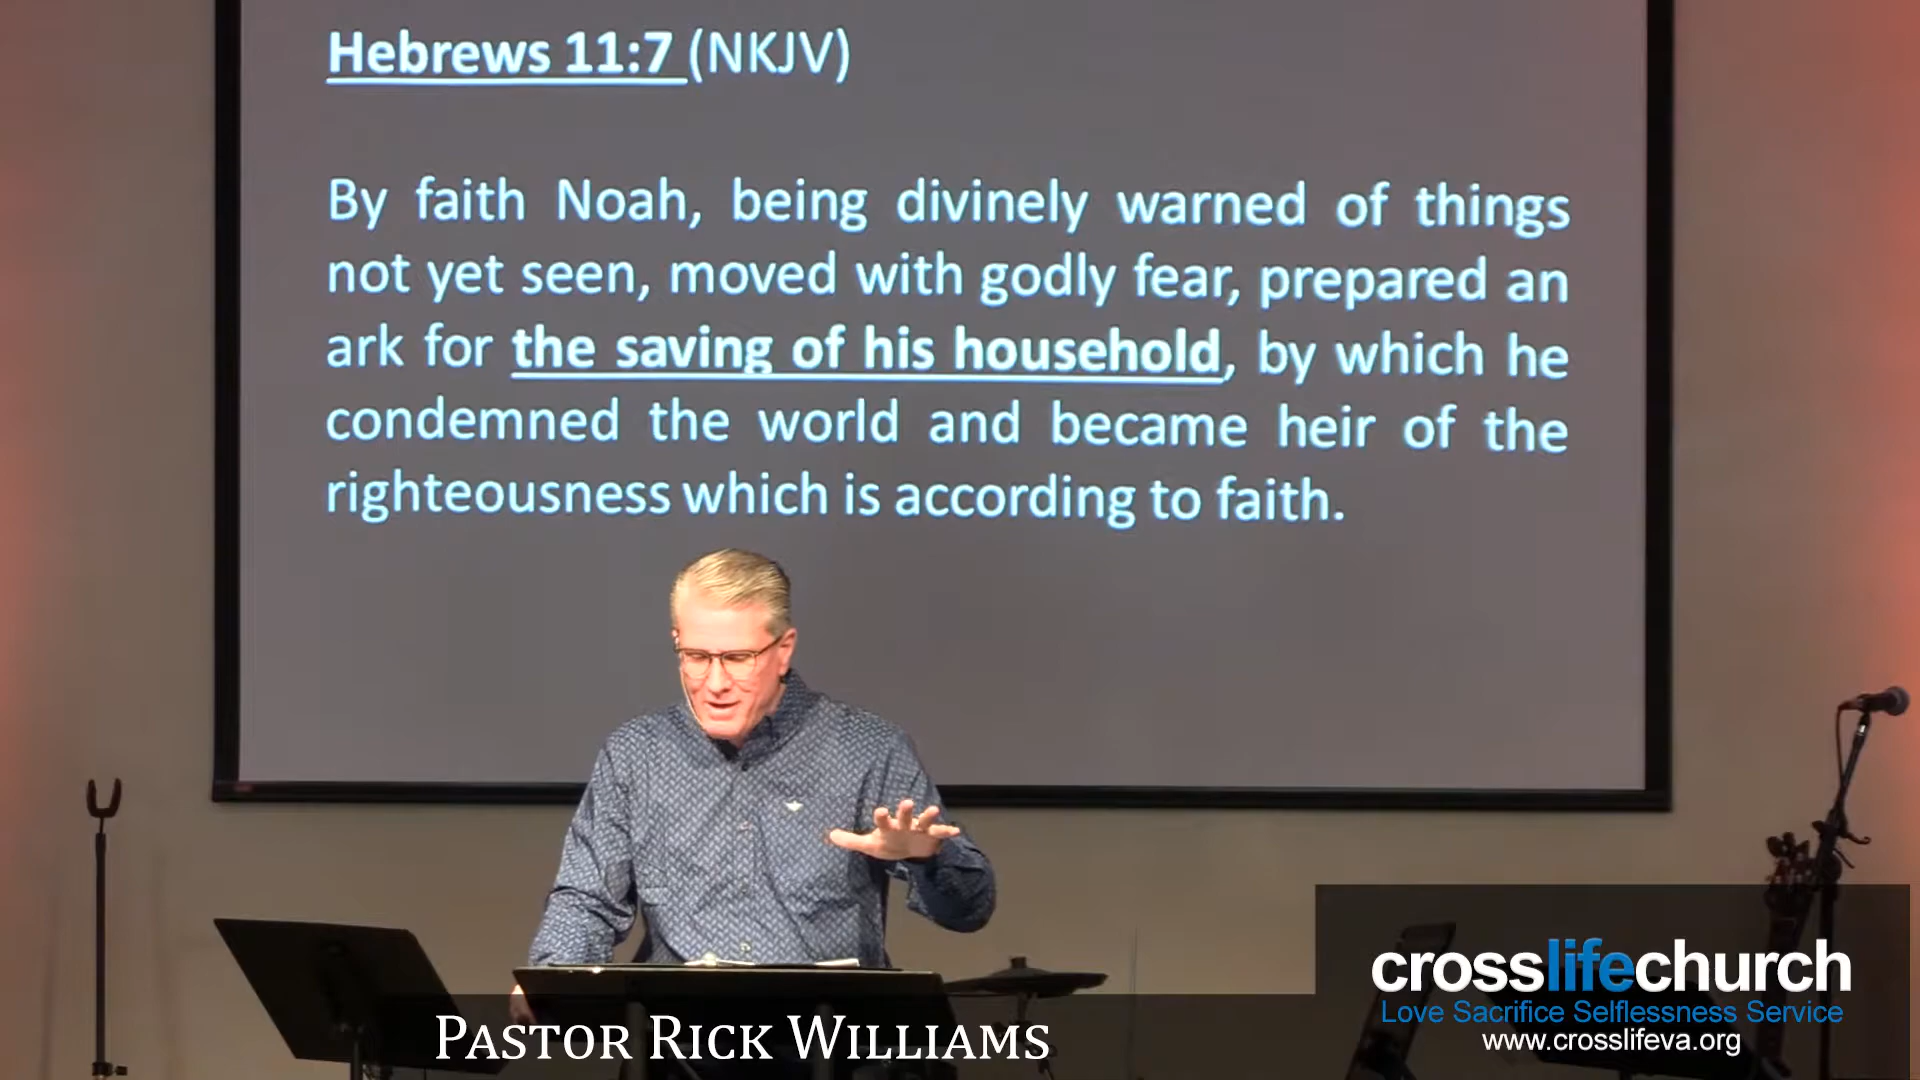 Hebrews 11:7 (NKJV)
By faith Noah, being divinely warned of things
not yet seen, moved with godly fear, prepared an
ark for the saving of his household, by which he
condemned the world and became heir of the
righteousness which is according to faith.
crosslifechurch
Love Sacrifice Selflessness Service
www.crosslifeva.org
PASTOR RICK WILLIAMS